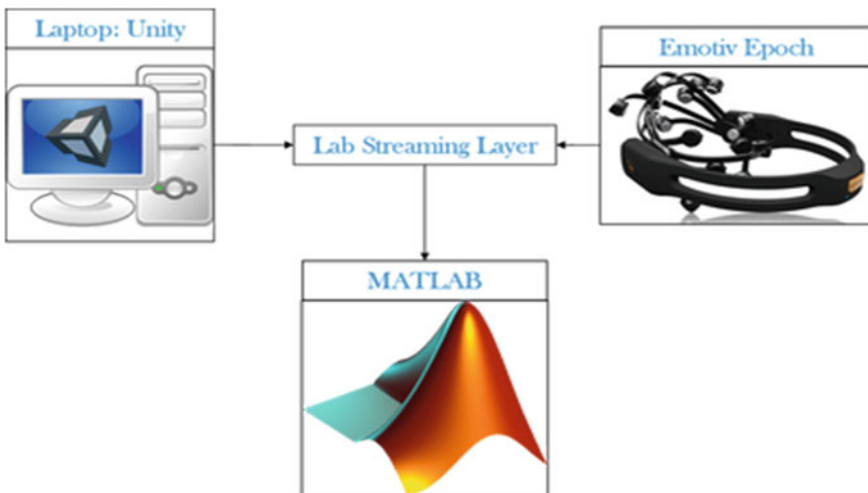 Laptop: Unity
Emotiv Epoch
Lab Streaming Layer
MATLAB